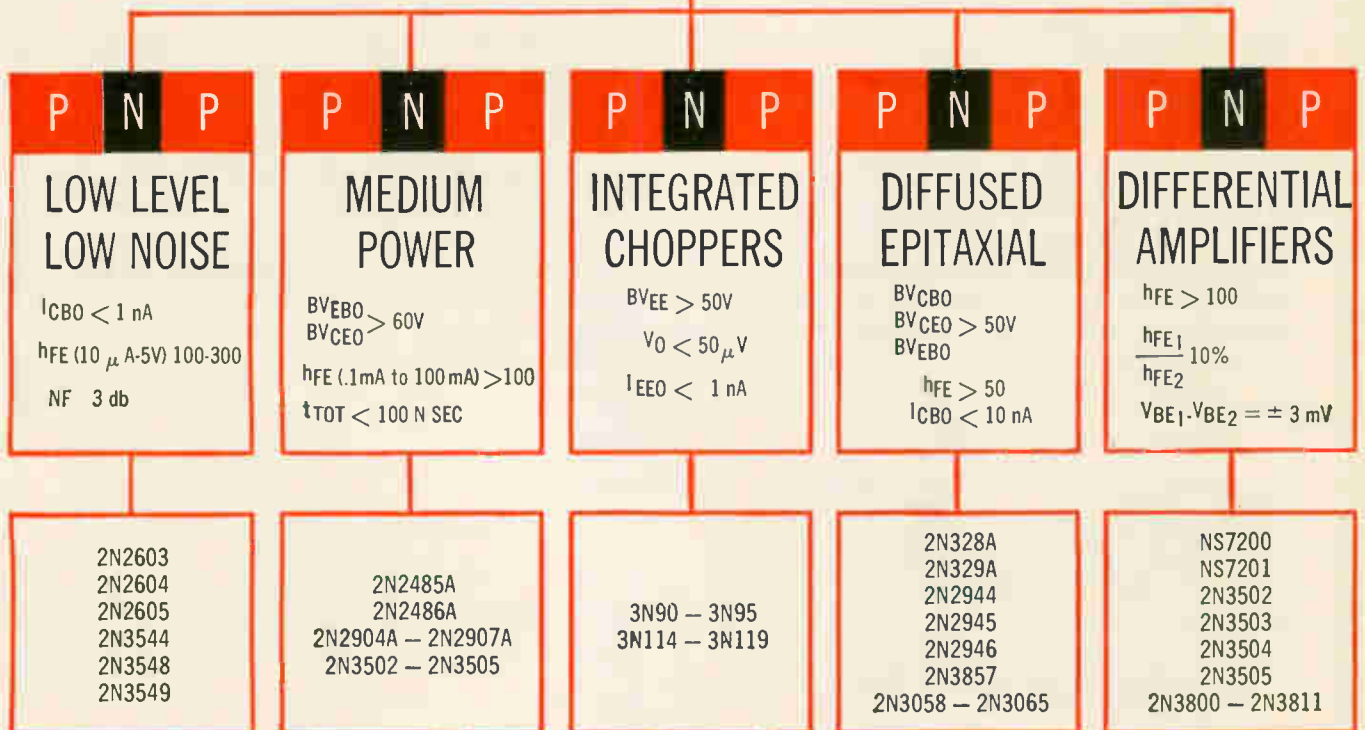 P N P
LOW LEVEL
LOW NOISE
ICBO < 1 nA
hFE (10 μ A-5V) 100-300
NF 3 db
2N2603
2N2604
2N2605
2N3544
2N3548
2N3549
P N P
MEDIUM
POWER
BVEBO
BVCEO > 60V
hFE (.1mA to 100 mA) >100
tTOT < 100 N SEC
2N2485A
2N2486A
2N2904A — 2N2907A
2N3502 — 2N3505
P N P
INTEGRATED
CHOPPERS
BVEE > 50V
VO < 50μV
IEEO < 1 nA
3N90 — 3N95
3N114 — 3N119
P N P
DIFFUSED
EPITAXIAL
BVCBO
BVCEO > 50V
BVEBO
hFE > 50
ICBO < 10 nA
2N328A
2N329A
2N2944
2N2945
2N2946
2N3857
2N3058 — 2N3065
P N P
DIFFERENTIAL
AMPLIFIERS
hFE > 100
hFE1
10%
hFE2
VBE1-VBE2 = ± 3 mV
NS7200
NS7201
2N3502
2N3503
2N3504
2N3505
2N3800 — 2N3811